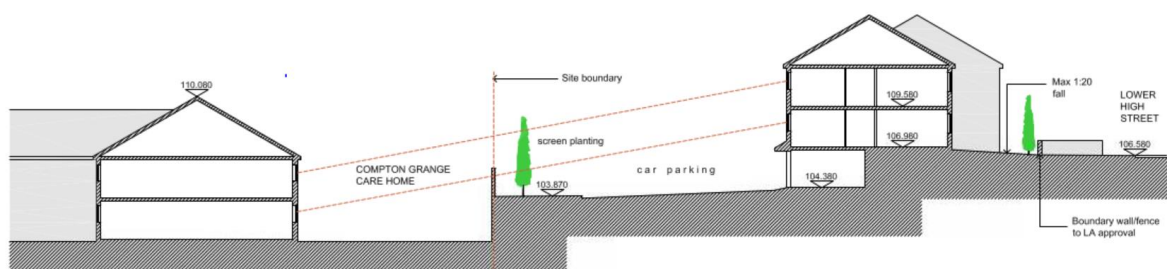 110.080
COMPTON GRANGE
CARE HOME
Site boundary
screen planting
103.870
car parking
104.380
109.580
106.980
Max 1:20
fall
LOWER
HIGH
STREET
106.580
Boundary wall/fence
to LA approval